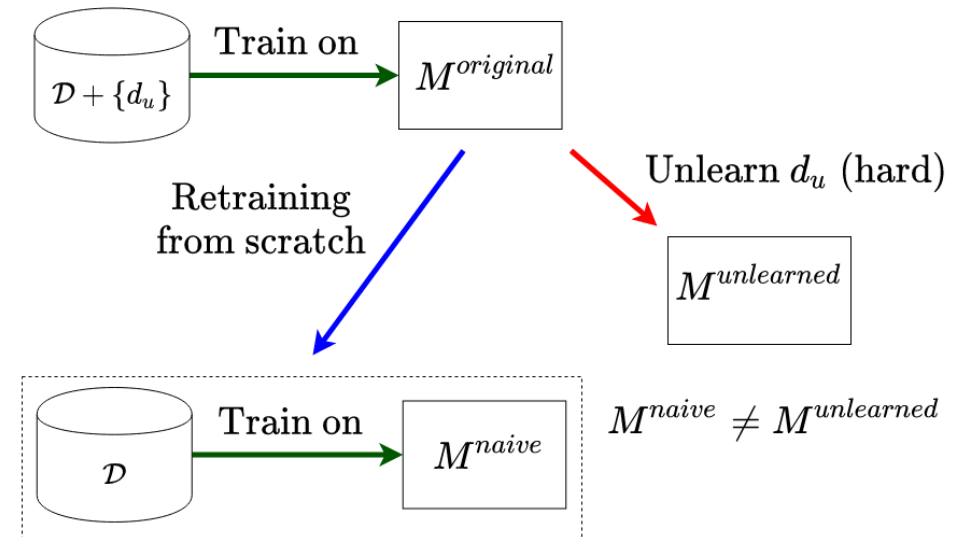 Train on
𝒟 + {d_u}
M^{original}
Unlearn d_u (hard)
Retraining
from scratch
M^{unlearned}
Train on
𝒟
M^{naive}
M^{naive} ≠ M^{unlearned}